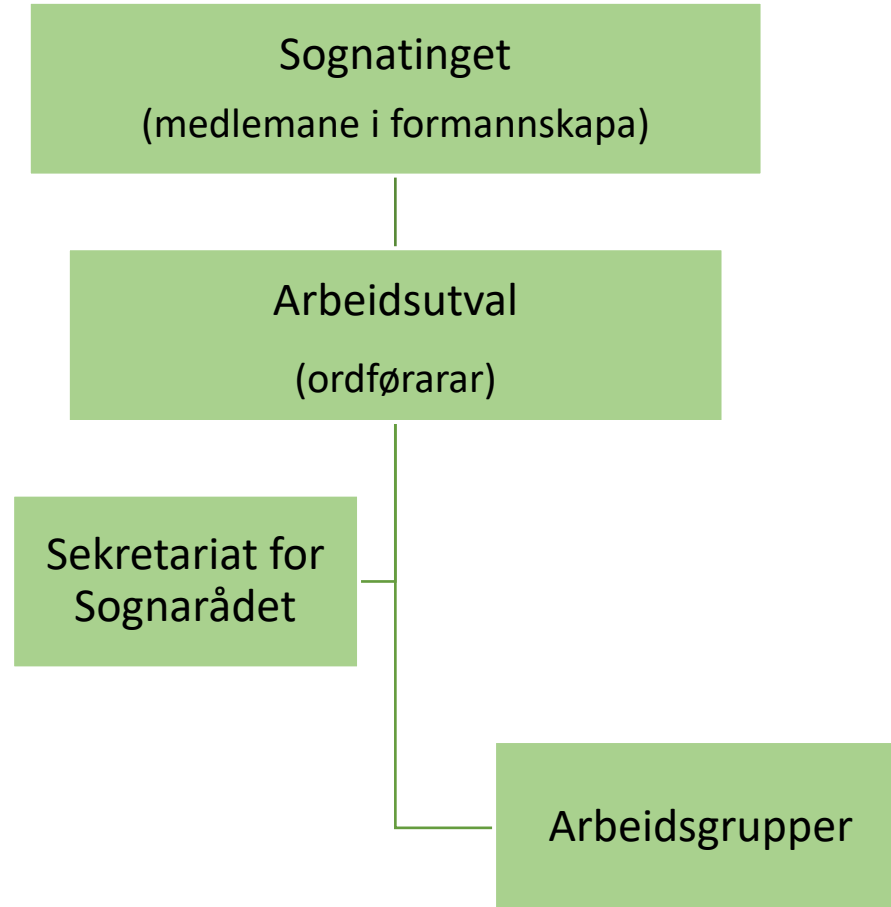 Sognatinget
(medlemane i formannskapa)
Arbeidsutval
(ordførarar)
Sekretariat for
Sognarådet
Arbeidsgrupper